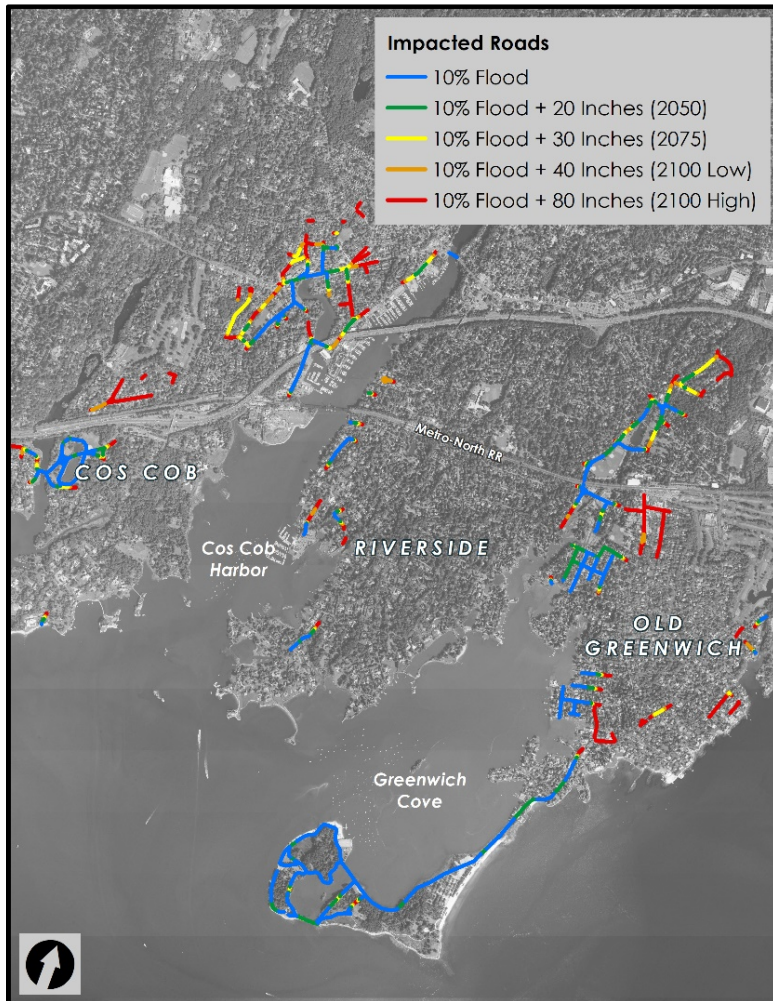 Impacted Roads
10% Flood
10% Flood + 20 Inches (2050)
10% Flood + 30 Inches (2075)
10% Flood + 40 Inches (2100 Low)
10% Flood + 80 Inches (2100 High)
Metro-North RR
COS COB
Cos Cob
Harbor
RIVERSIDE
OLD
GREENWICH
Greenwich
Cove